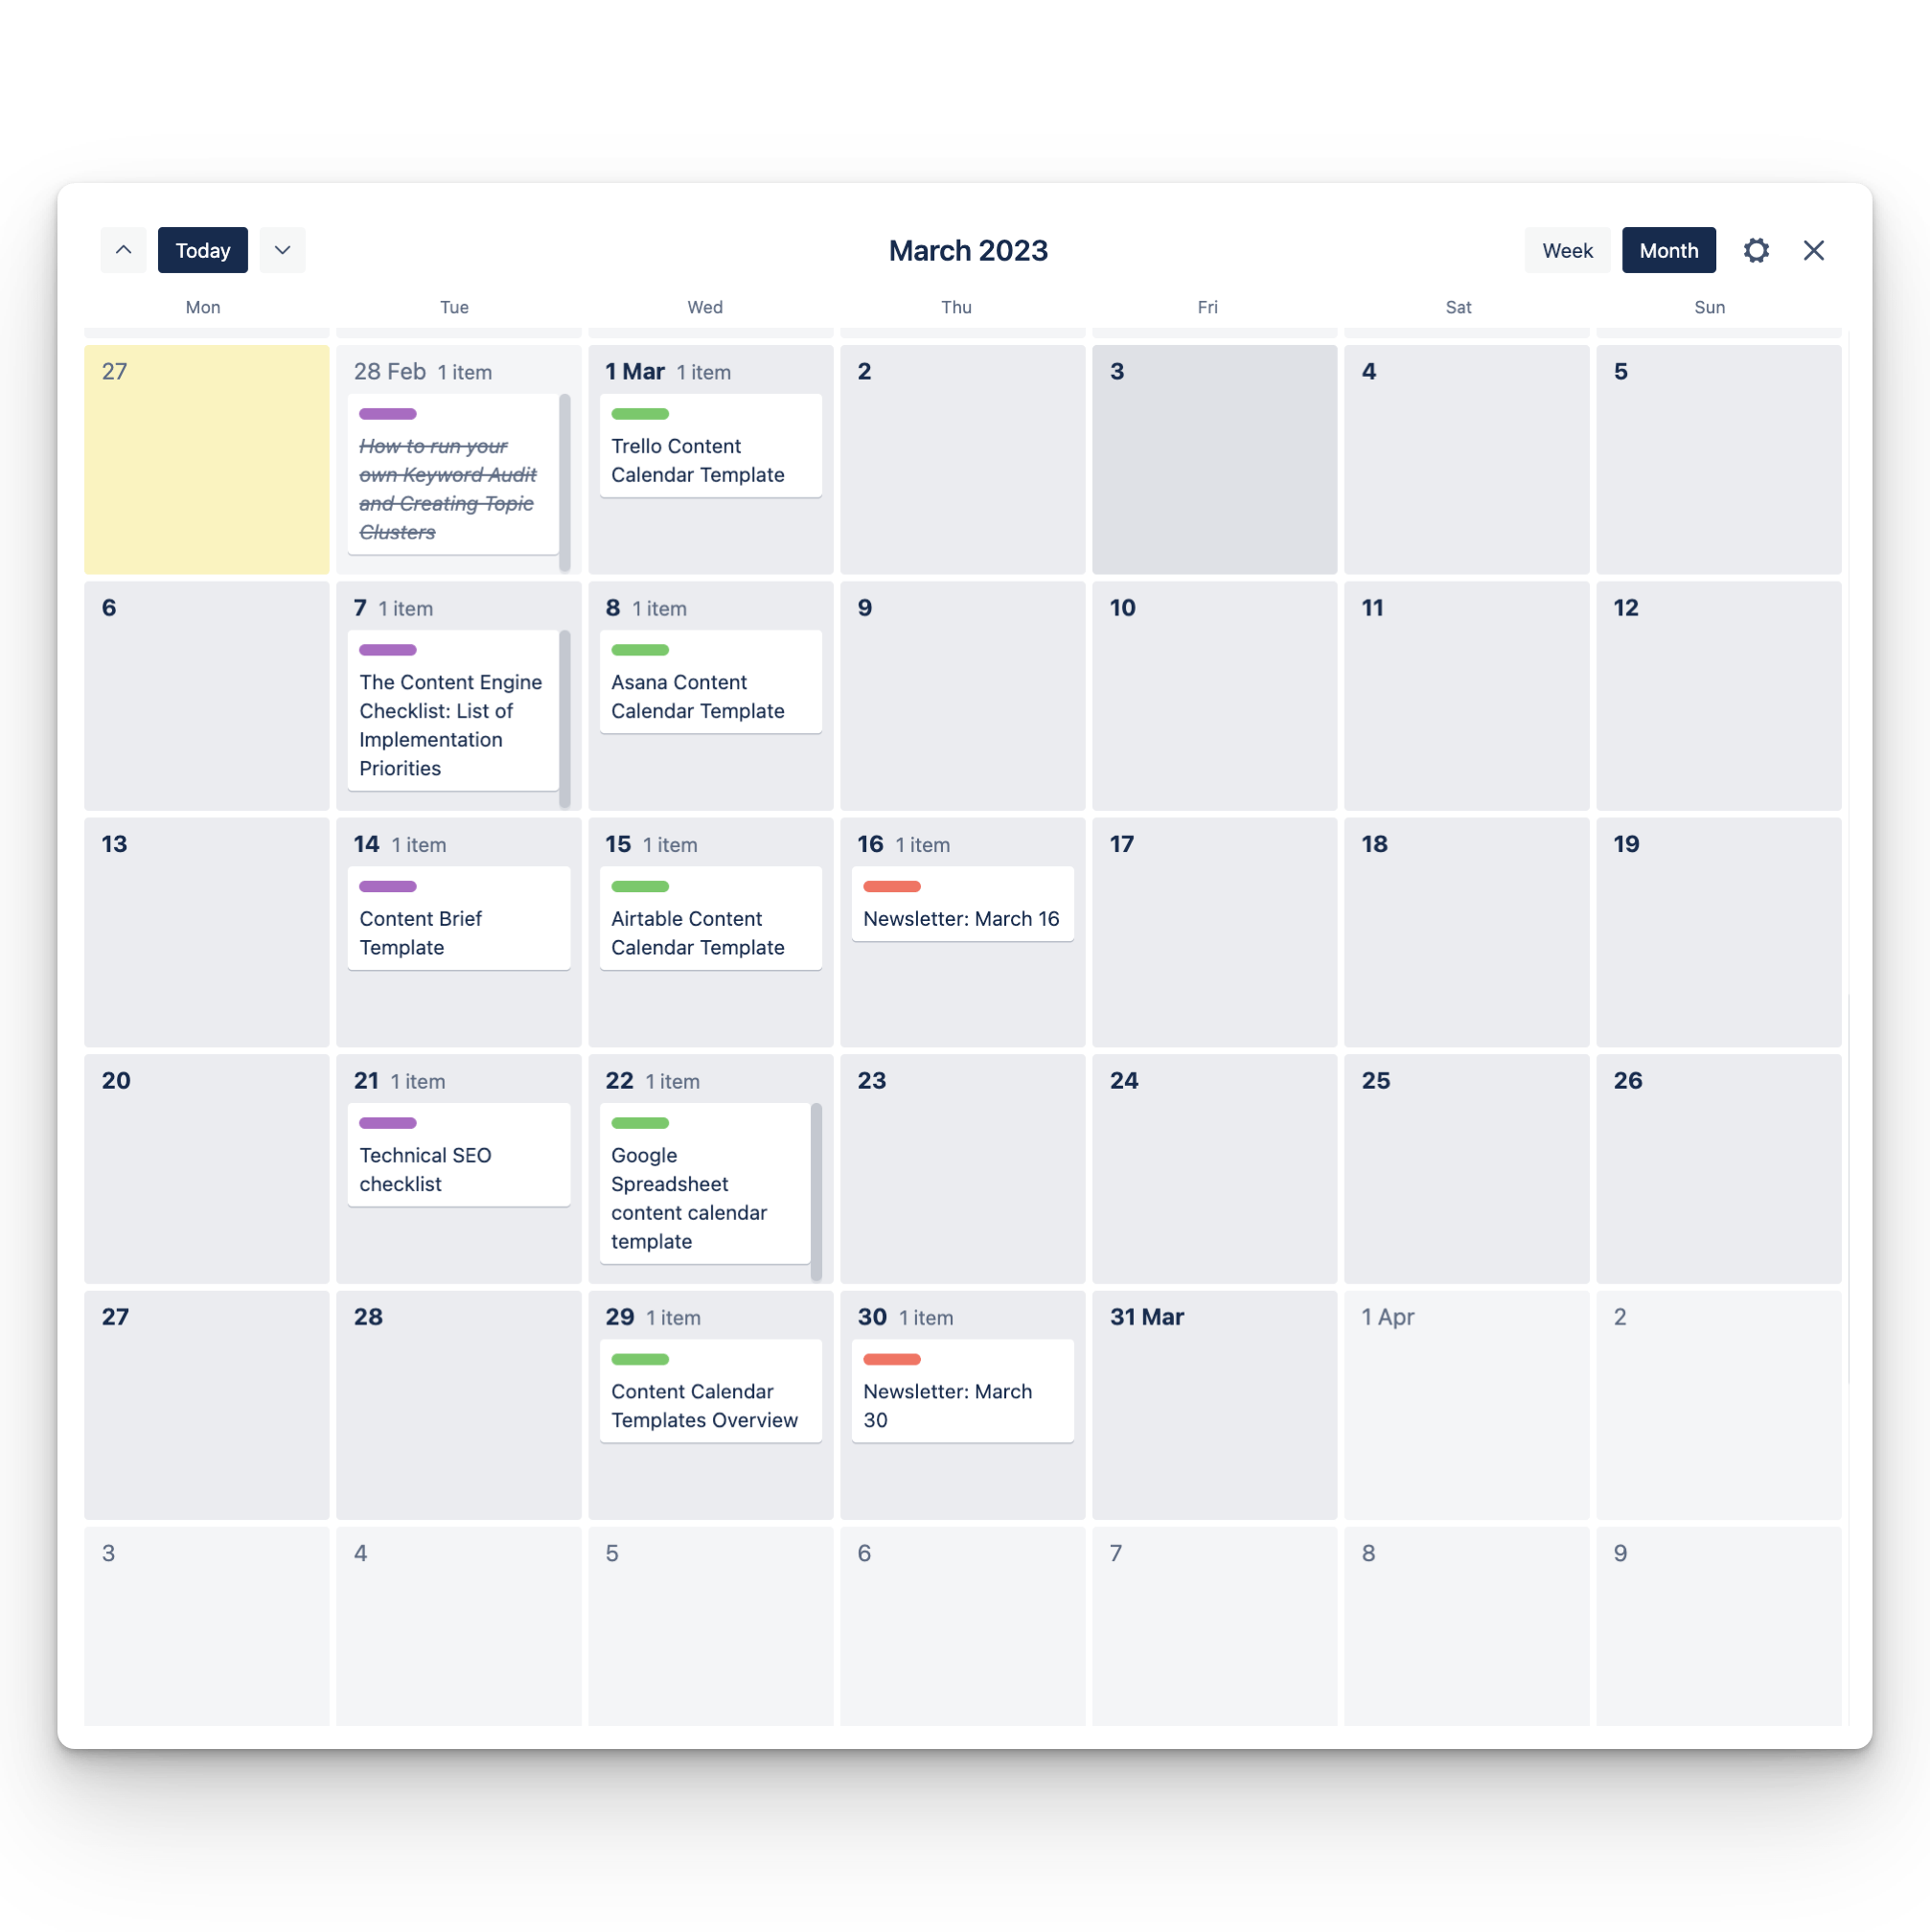 Today
March 2023
Week
Month
Mon
Tue
Wed
Thu
Fri
Sat
Sun
27
28 Feb 1 item
How to run your
own Keyword Audit
and Creating Topic
Clusters
1 Mar 1 item
Trello Content
Calendar Template
2
3
4
5
6
7 1 item
The Content Engine
Checklist: List of
Implementation
Priorities
8 1 item
Asana Content
Calendar Template
9
10
11
12
13
14 1 item
Content Brief
Template
15 1 item
Airtable Content
Calendar Template
16 1 item
Newsletter: March 16
17
18
19
20
21 1 item
Technical SEO
checklist
22 1 item
Google
Spreadsheet
content calendar
template
23
24
25
26
27
28
29 1 item
Content Calendar
Templates Overview
30 1 item
Newsletter: March
30
31 Mar
1 Apr
2
3
4
5
6
7
8
9